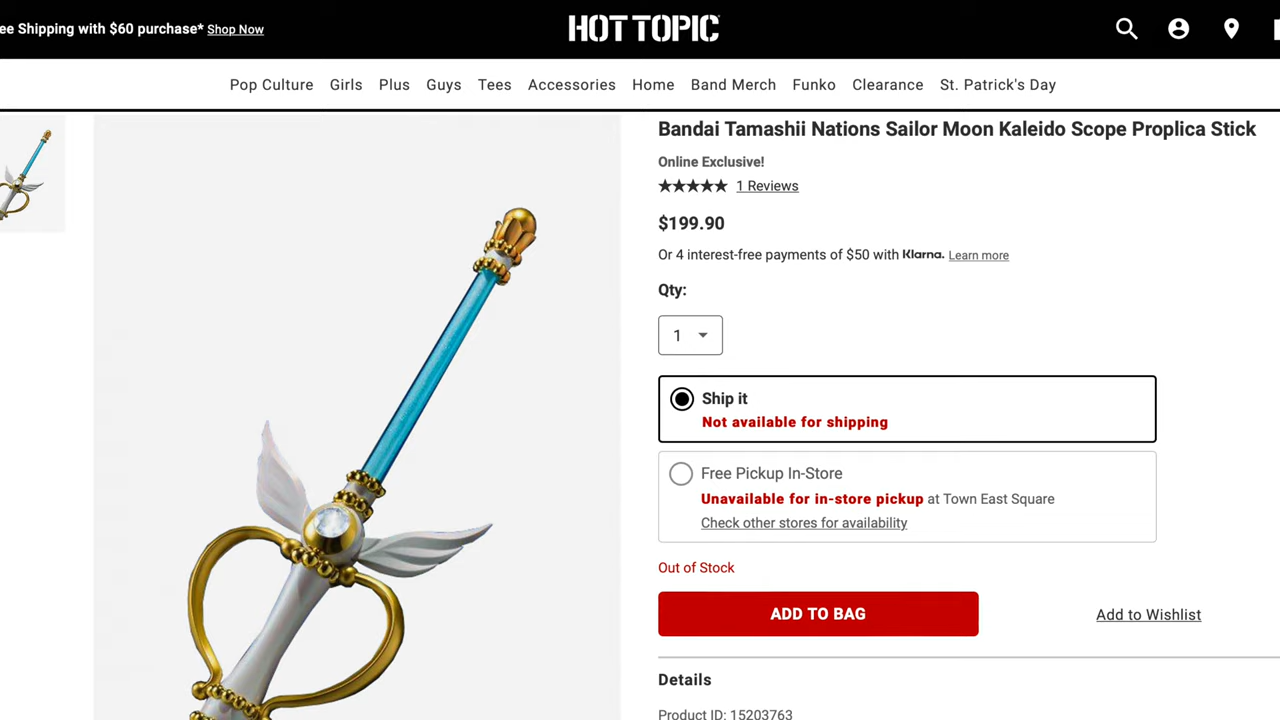 ee Shipping with $60 purchase* Shop Now
HOT TOPIC
Pop Culture Girls Plus Guys Tees Accessories Home Band Merch Funko Clearance St. Patrick's Day
Bandai Tamashii Nations Sailor Moon Kaleido Scope Proplica Stick
Online Exclusive!
★★★★★ 1 Reviews
$199.90
Or 4 interest-free payments of $50 with Klarna. Learn more
Qty:
1
Ship it
Not available for shipping
Free Pickup In-Store
Unavailable for in-store pickup at Town East Square
Check other stores for availability
Out of Stock
ADD TO BAG
Add to Wishlist
Details
Product ID: 15203763